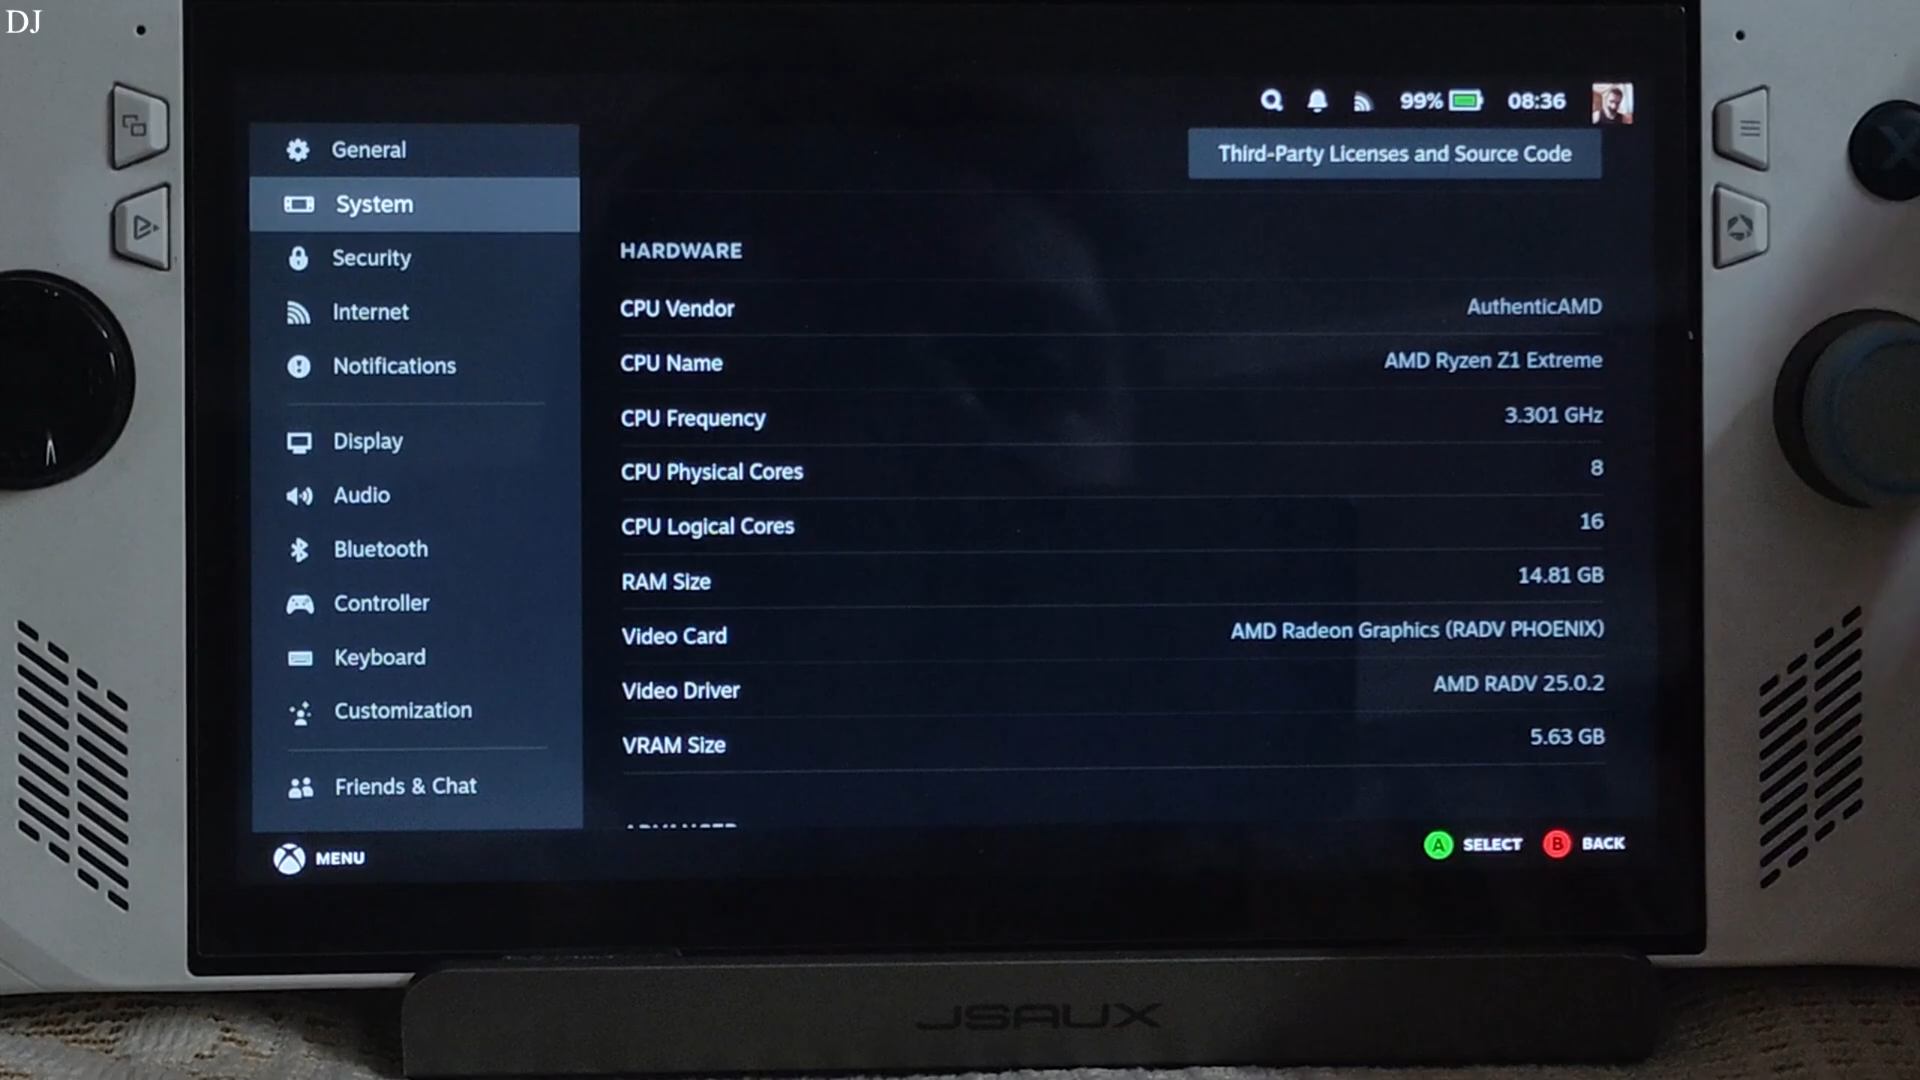 DJ
99% 08:36
General
System
Security
Internet
Notifications
Display
Audio
Bluetooth
Controller
Keyboard
Customization
Friends & Chat
Third-Party Licenses and Source Code
HARDWARE
CPU Vendor AuthenticAMD
CPU Name AMD Ryzen Z1 Extreme
CPU Frequency 3.301 GHz
CPU Physical Cores 8
CPU Logical Cores 16
RAM Size 14.81 GB
Video Card AMD Radeon Graphics (RADV PHOENIX)
Video Driver AMD RADV 25.0.2
VRAM Size 5.63 GB
MENU
A SELECT B BACK
X
JSAUX